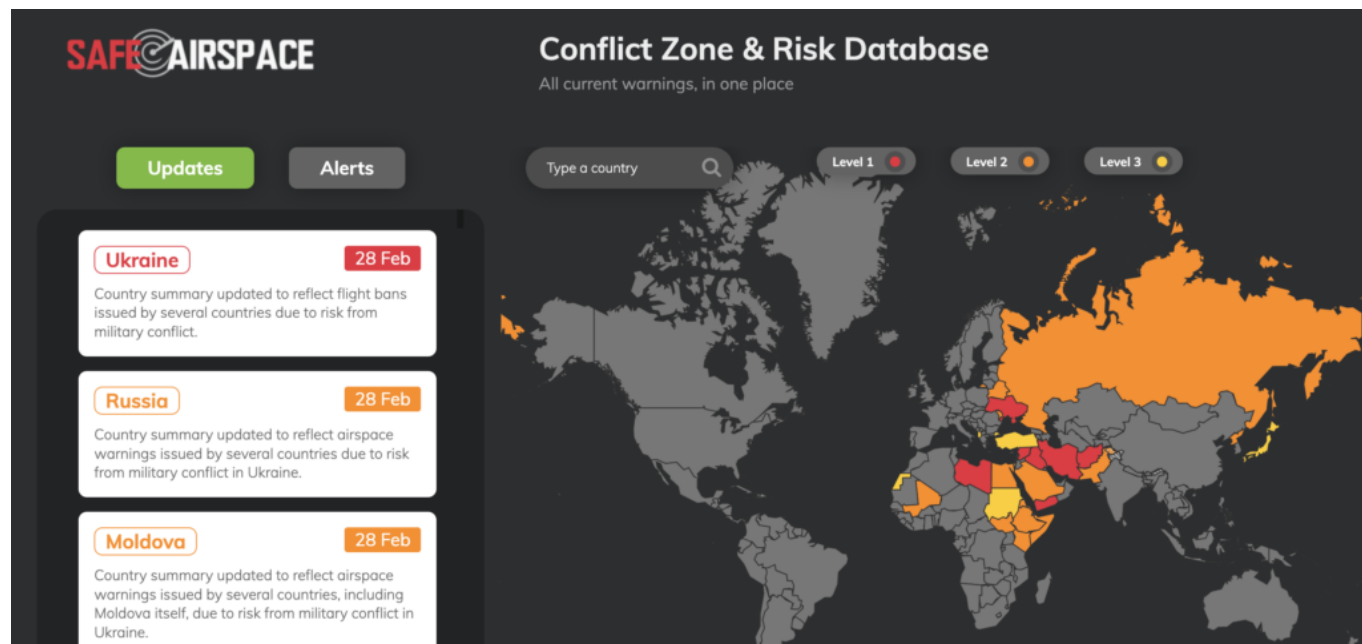 SAFE AIRSPACE
Conflict Zone & Risk Database
All current warnings, in one place
Updates
Alerts
Type a country
Level 1
Level 2
Level 3
Ukraine
28 Feb
Country summary updated to reflect flight bans
issued by several countries due to risk from
military conflict.
Russia
28 Feb
Country summary updated to reflect airspace
warnings issued by several countries due to risk
from military conflict in Ukraine.
Moldova
28 Feb
Country summary updated to reflect airspace
warnings issued by several countries, including
Moldova itself, due to risk from military conflict in
Ukraine.